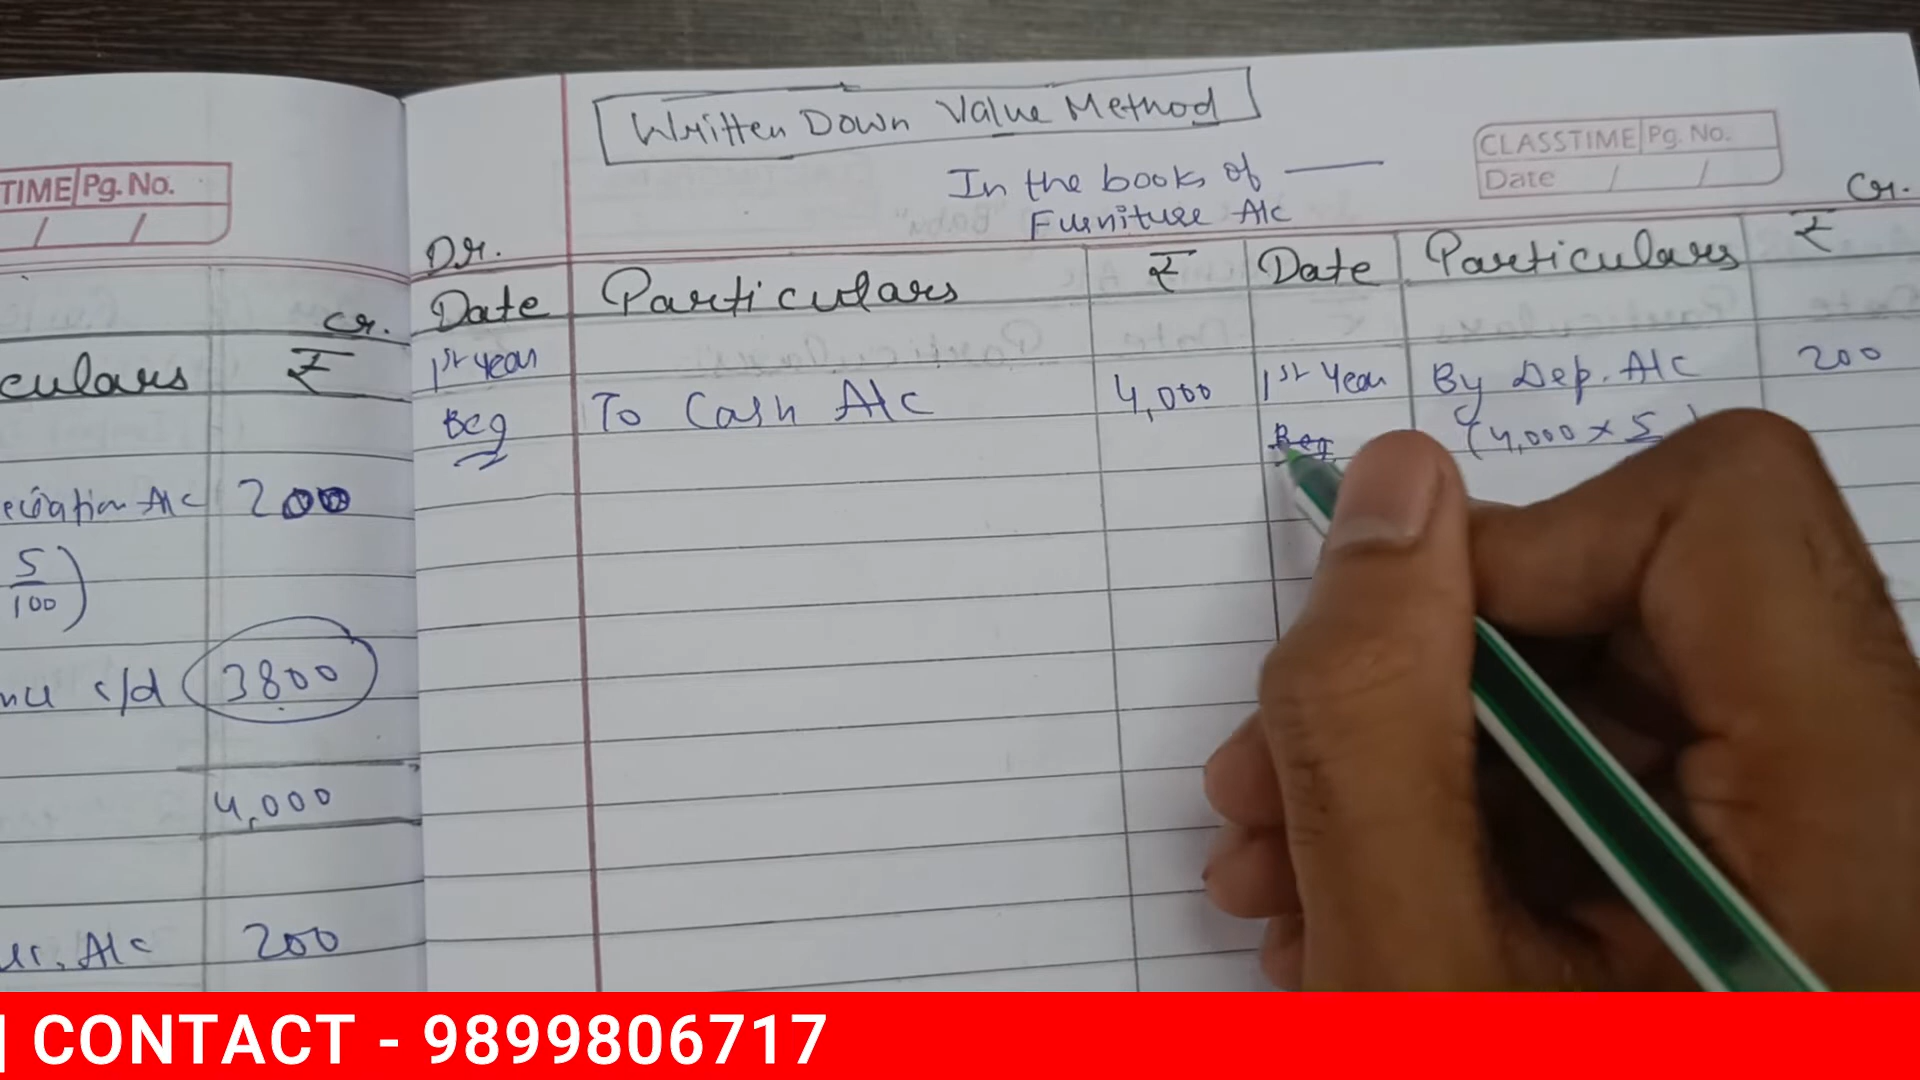 TIME Pg. No.
/ /
cr.
culars ₹
eciation A/c 200
5
100
c/d 3800
4,000
A/c 200
Written Down Value Method
In the books of
Furniture A/c
CLASSTIME Pg. No.
Date / /
Dr. Cr.
Date Particulars ₹ Date Particulars ₹
1st Year
Beg To Cash A/c 4,000 1st Year By Dep. A/c 200
Beg (4,000 × 5
| CONTACT - 9899806717